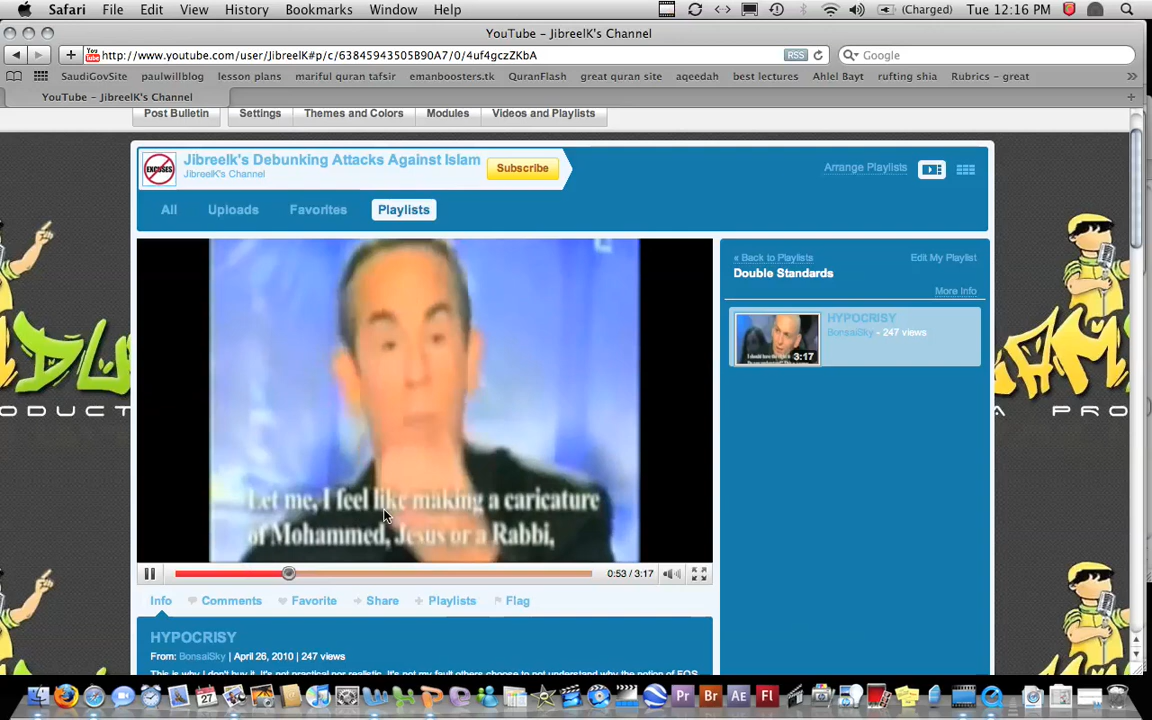 Safari File Edit View History Bookmarks Window Help (Charged) Tue 12:16 PM
YouTube - JibreelK's Channel
http://www.youtube.com/user/JibreelK#p/c/63845943505B90A7/0/4uf4gczZKbA RSS Google
SaudiGovSite paulwillblog lesson plans mariful quran tafsir emanboosters.tk QuranFlash great quran site aqeedah best lectures Ahlel Bayt rufting shia Rubrics - great
YouTube - JibreelK's Channel
Post Bulletin Settings Themes and Colors Modules Videos and Playlists
EXCUSES
Jibreelk's Debunking Attacks Against Islam
JibreelK's Channel
Subscribe
Arrange Playlists
All Uploads Favorites Playlists
« Back to Playlists Edit My Playlist
Double Standards
More Info
HYPOCRISY
BonsaiSky - 247 views
3:17
Let me, I feel like making a caricature
of Mohammed, Jesus or a Rabbi,
0:53 / 3:17
Info Comments Favorite Share Playlists Flag
HYPOCRISY
From: BonsaiSky | April 26, 2010 | 247 views